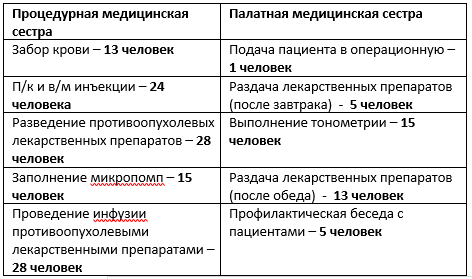 Процедурная медицинская
сестра
Палатная медицинская сестра
Забор крови – 13 человек
Подача пациента в операционную –
1 человек
П/к и в/м инъекции – 24
человека
Раздача лекарственных препаратов
(после завтрака) - 5 человек
Разведение противоопухолевых
лекарственных препаратов – 28
человек
Выполнение тонометрии – 15
человек
Заполнение микропомп – 15
человек
Раздача лекарственных препаратов
(после обеда) - 13 человек
Проведение инфузии
противоопухолевыми
лекарственными препаратами –
28 человек
Профилактическая беседа с
пациентами – 5 человек